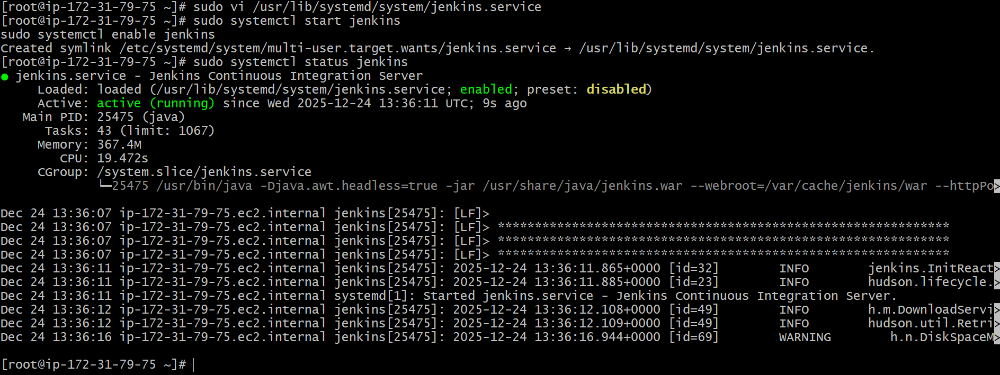 [root@ip-172-31-79-75 ~]# sudo vi /usr/lib/systemd/system/jenkins.service
[root@ip-172-31-79-75 ~]# sudo systemctl start jenkins
sudo systemctl enable jenkins
Created symlink /etc/systemd/system/multi-user.target.wants/jenkins.service → /usr/lib/systemd/system/jenkins.service.
[root@ip-172-31-79-75 ~]# sudo systemctl status jenkins
● jenkins.service - Jenkins Continuous Integration Server
     Loaded: loaded (/usr/lib/systemd/system/jenkins.service; enabled; preset: disabled)
     Active: active (running) since Wed 2025-12-24 13:36:11 UTC; 9s ago
   Main PID: 25475 (java)
      Tasks: 43 (limit: 1067)
     Memory: 367.4M
        CPU: 19.472s
     CGroup: /system.slice/jenkins.service
             └─25475 /usr/bin/java -Djava.awt.headless=true -jar /usr/share/java/jenkins.war --webroot=/var/cache/jenkins/war --httpPo>
Dec 24 13:36:07 ip-172-31-79-75.ec2.internal jenkins[25475]: [LF]>
Dec 24 13:36:07 ip-172-31-79-75.ec2.internal jenkins[25475]: [LF]> *************************************************************
Dec 24 13:36:07 ip-172-31-79-75.ec2.internal jenkins[25475]: [LF]> *************************************************************
Dec 24 13:36:07 ip-172-31-79-75.ec2.internal jenkins[25475]: [LF]> *************************************************************
Dec 24 13:36:11 ip-172-31-79-75.ec2.internal jenkins[25475]: 2025-12-24 13:36:11.865+0000 [id=32]        INFO        jenkins.InitReact>
Dec 24 13:36:11 ip-172-31-79-75.ec2.internal jenkins[25475]: 2025-12-24 13:36:11.885+0000 [id=23]        INFO        hudson.lifecycle.>
Dec 24 13:36:11 ip-172-31-79-75.ec2.internal systemd[1]: Started jenkins.service - Jenkins Continuous Integration Server.
Dec 24 13:36:12 ip-172-31-79-75.ec2.internal jenkins[25475]: 2025-12-24 13:36:12.108+0000 [id=49]        INFO        h.m.DownloadServi>
Dec 24 13:36:12 ip-172-31-79-75.ec2.internal jenkins[25475]: 2025-12-24 13:36:12.109+0000 [id=49]        INFO        hudson.util.Retri>
Dec 24 13:36:16 ip-172-31-79-75.ec2.internal jenkins[25475]: 2025-12-24 13:36:16.944+0000 [id=69]        WARNING        h.n.DiskSpaceM>
[root@ip-172-31-79-75 ~]#